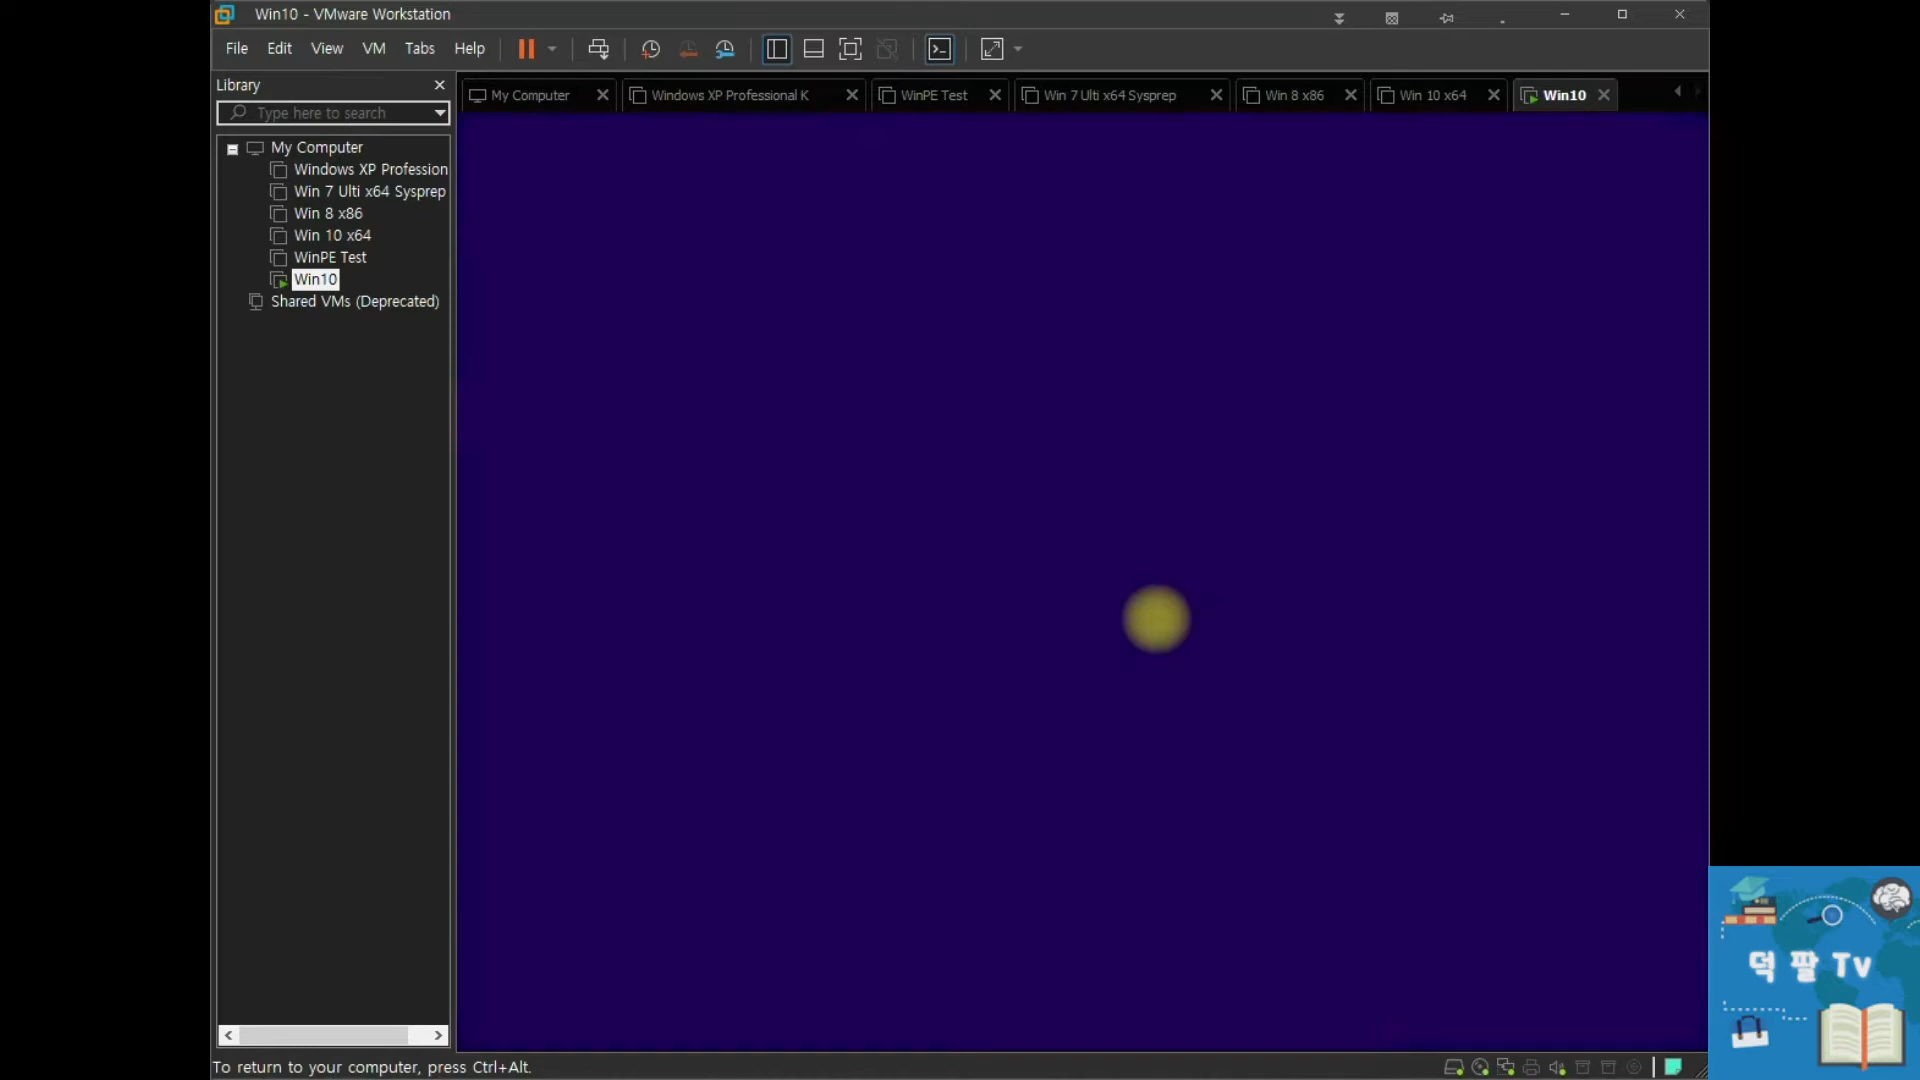 Win10 - VMware Workstation
File Edit View VM Tabs Help
Library
Type here to search
My Computer
Windows XP Profession
Win 7 Ulti x64 Sysprep
Win 8 x86
Win 10 x64
WinPE Test
Win10
Shared VMs (Deprecated)
My Computer
Windows XP Professional K
WinPE Test
Win 7 Ulti x64 Sysprep
Win 8 x86
Win 10 x64
Win10
덕 팔 Tv
To return to your computer, press Ctrl+Alt.